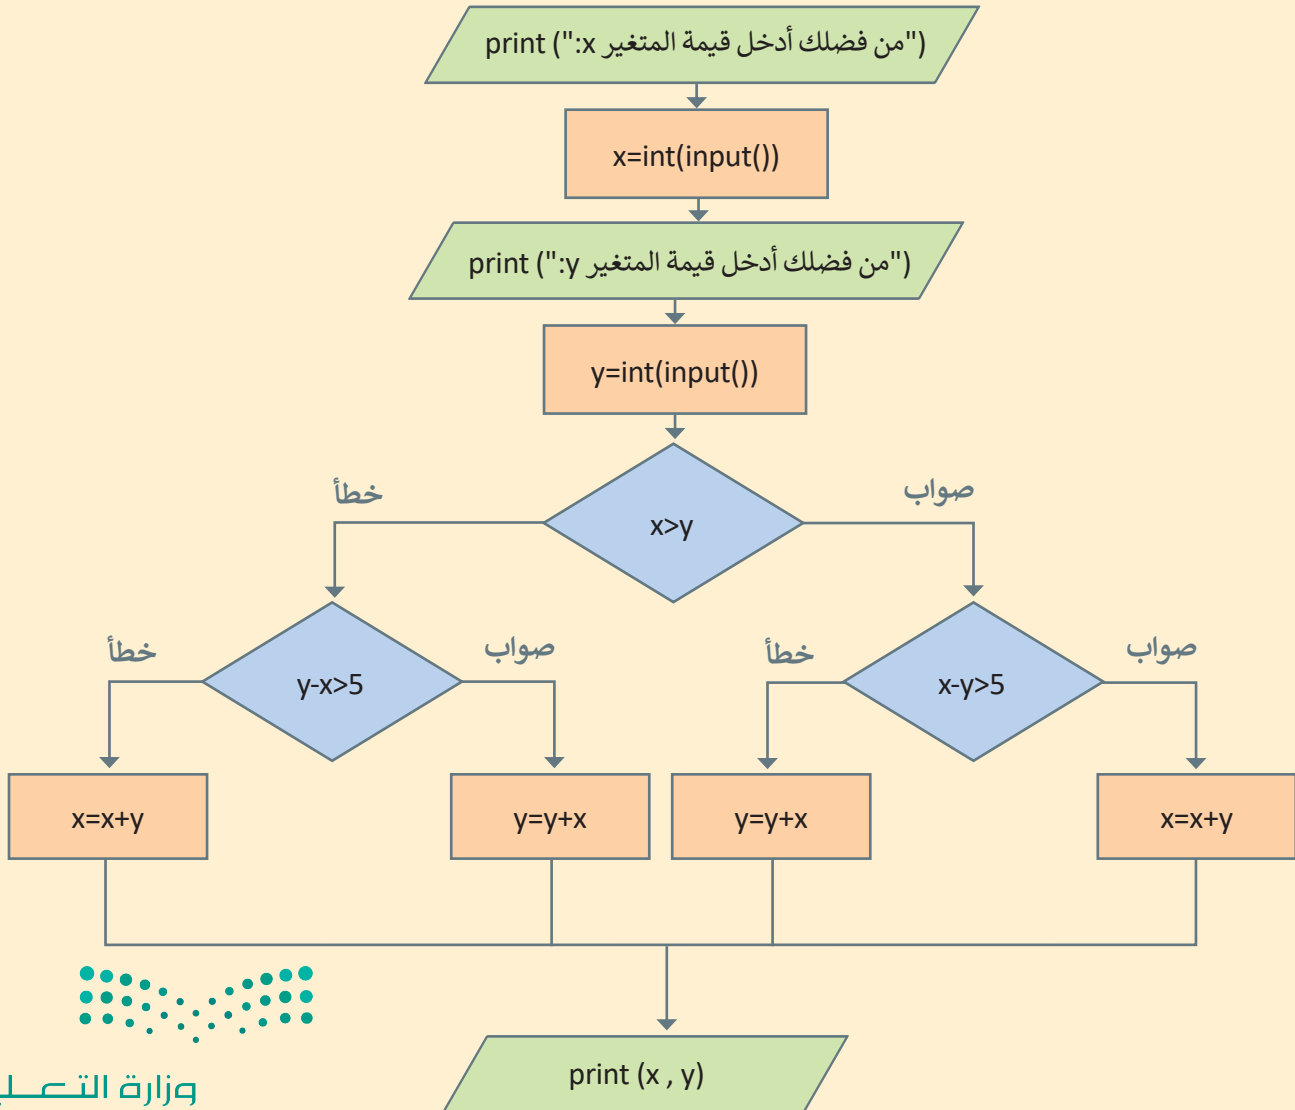 print ("من فضلك أدخل قيمة المتغير x:")
x=int(input())
print ("من فضلك أدخل قيمة المتغير y:")
y=int(input())
x>y
خطأ
صواب
y-x>5
خطأ
صواب
x-y>5
خطأ
صواب
x=x+y
y=y+x
y=y+x
x=x+y
print (x , y)
وزارة